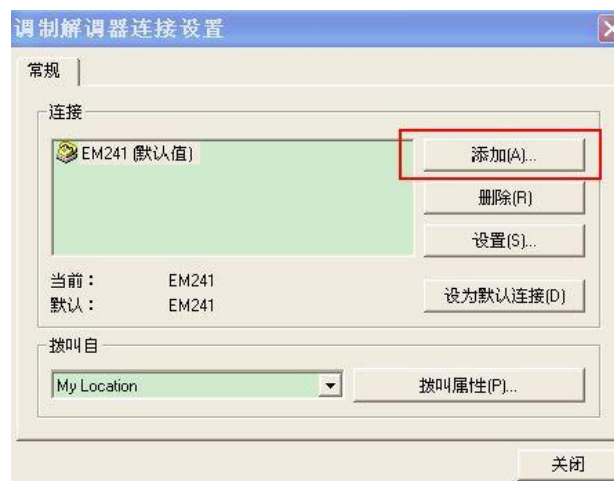 调制解调器连接设置
常规
连接
EM241 (默认值)
添加(A)...
删除(R)
设置(S)...
当前： EM241
默认： EM241
设为默认连接(D)
拨叫自
My Location
拨叫属性(P)...
关闭